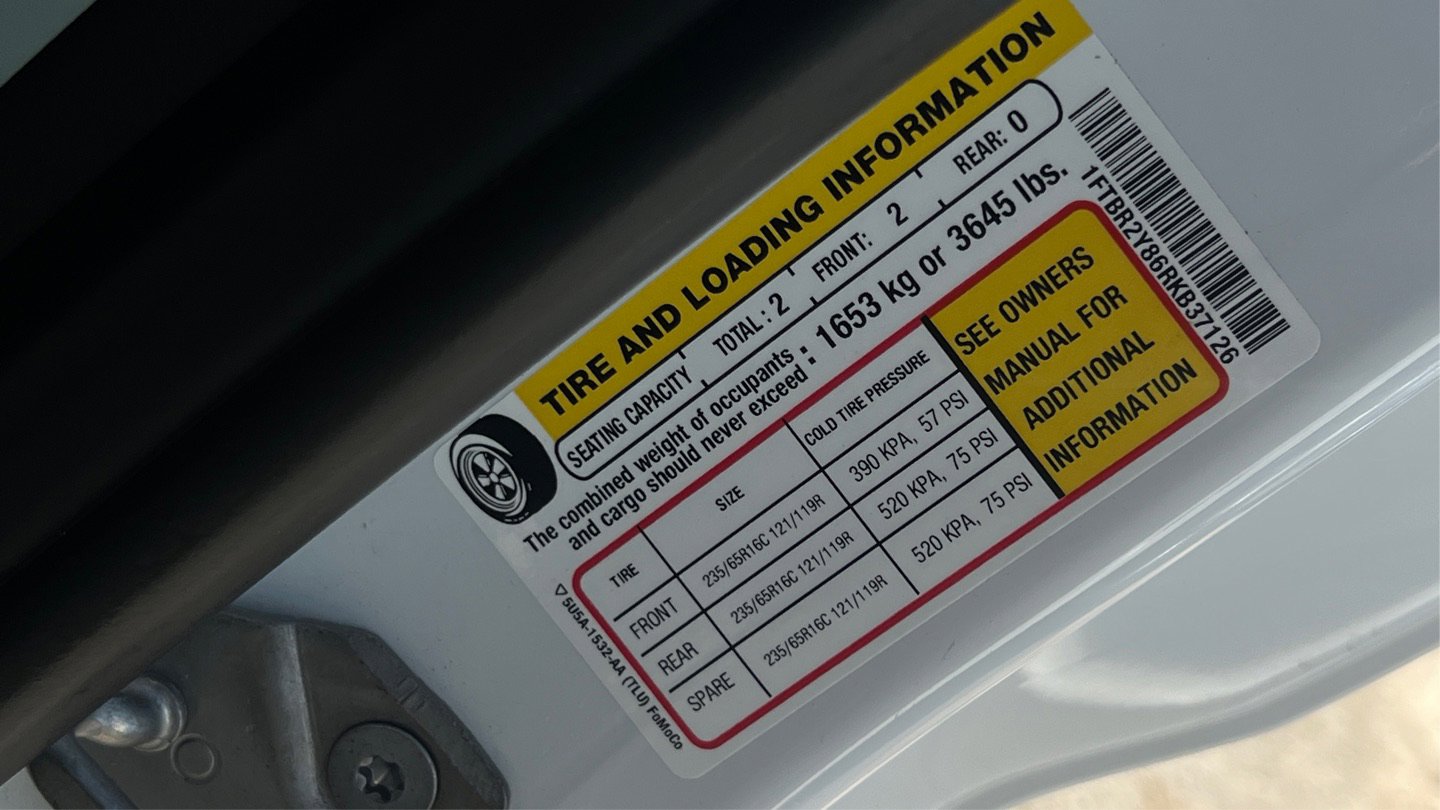 TIRE AND LOADING INFORMATION
SEATING CAPACITY TOTAL : 2 FRONT: 2 REAR: 0
The combined weight of occupants
and cargo should never exceed : 1653 kg or 3645 lbs.
TIRE SIZE COLD TIRE PRESSURE
FRONT 235/65R16C 121/119R 390 KPA, 57 PSI
REAR 235/65R16C 121/119R 520 KPA, 75 PSI
SPARE 235/65R16C 121/119R 520 KPA, 75 PSI
SEE OWNERS
MANUAL FOR
ADDITIONAL
INFORMATION
1FTBR2Y86RKB37126
5U5A-1532-AA (TLU) FoMoCo